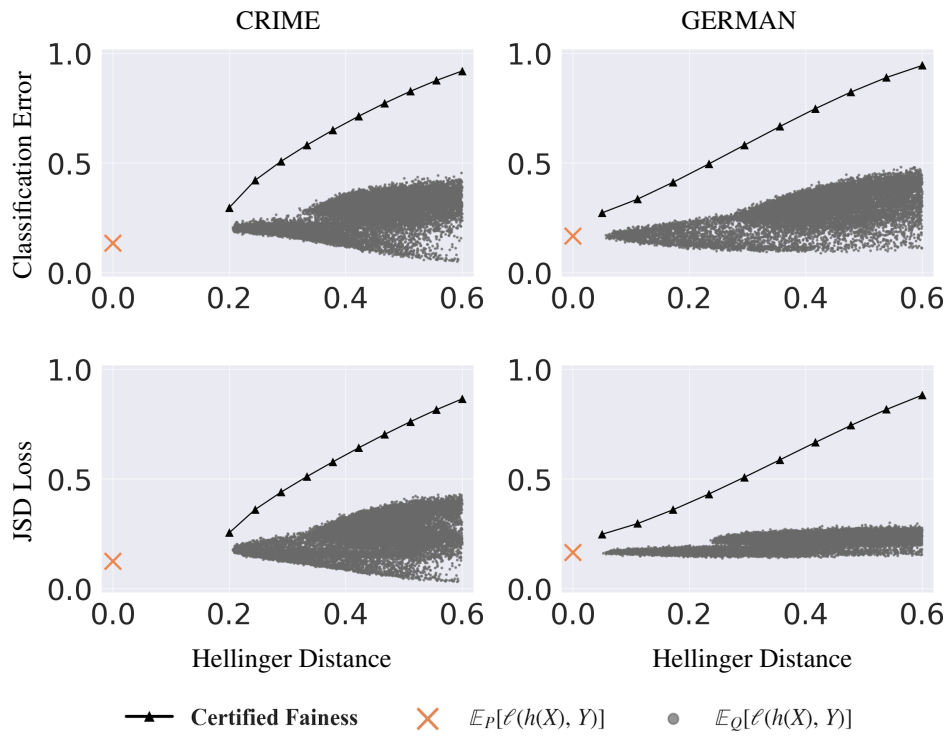 CRIME
GERMAN
Classification Error
1.0
0.5
0.0
0.0 0.2 0.4 0.6
1.0
0.5
0.0
0.0 0.2 0.4 0.6
JSD Loss
1.0
0.5
0.0
0.0 0.2 0.4 0.6
1.0
0.5
0.0
0.0 0.2 0.4 0.6
Hellinger Distance
Hellinger Distance
Certified Fainess
𝔼_P[ℓ(h(X), Y)]
𝔼_Q[ℓ(h(X), Y)]